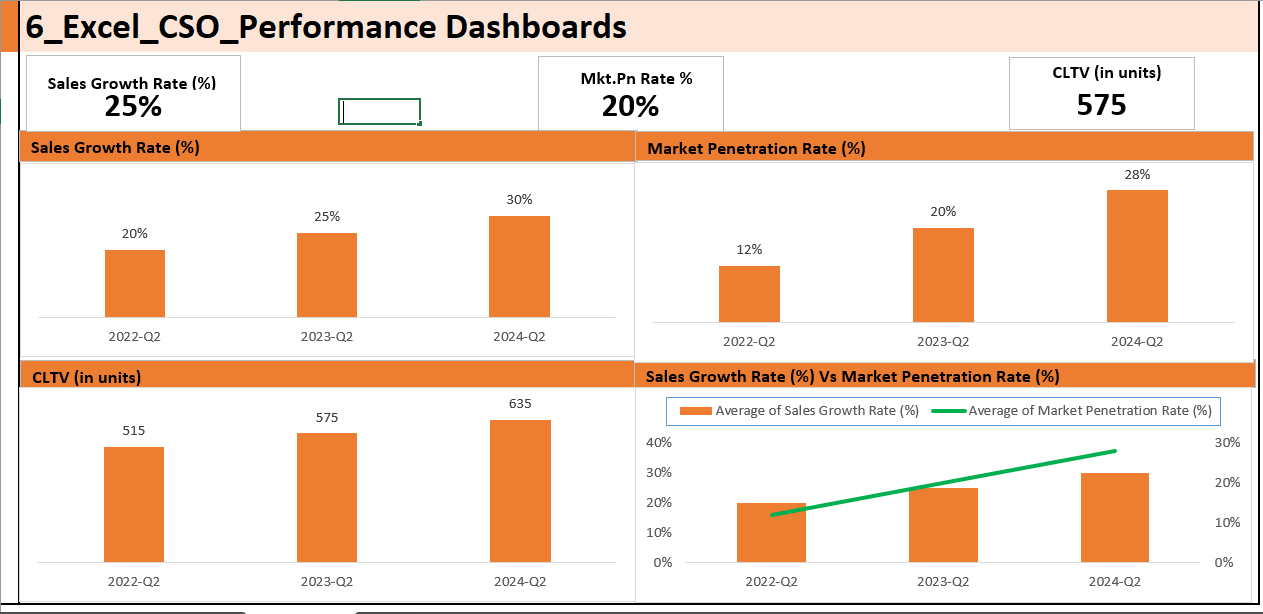 6_Excel_CSO_Performance Dashboards
Sales Growth Rate (%)
25%
Mkt.Pn Rate %
20%
CLTV (in units)
575
Sales Growth Rate (%)
20%
25%
30%
2022-Q2
2023-Q2
2024-Q2
Market Penetration Rate (%)
12%
20%
28%
2022-Q2
2023-Q2
2024-Q2
CLTV (in units)
515
575
635
2022-Q2
2023-Q2
2024-Q2
Sales Growth Rate (%) Vs Market Penetration Rate (%)
Average of Sales Growth Rate (%)
Average of Market Penetration Rate (%)
40%
30%
20%
10%
0%
30%
20%
10%
0%
2022-Q2
2023-Q2
2024-Q2